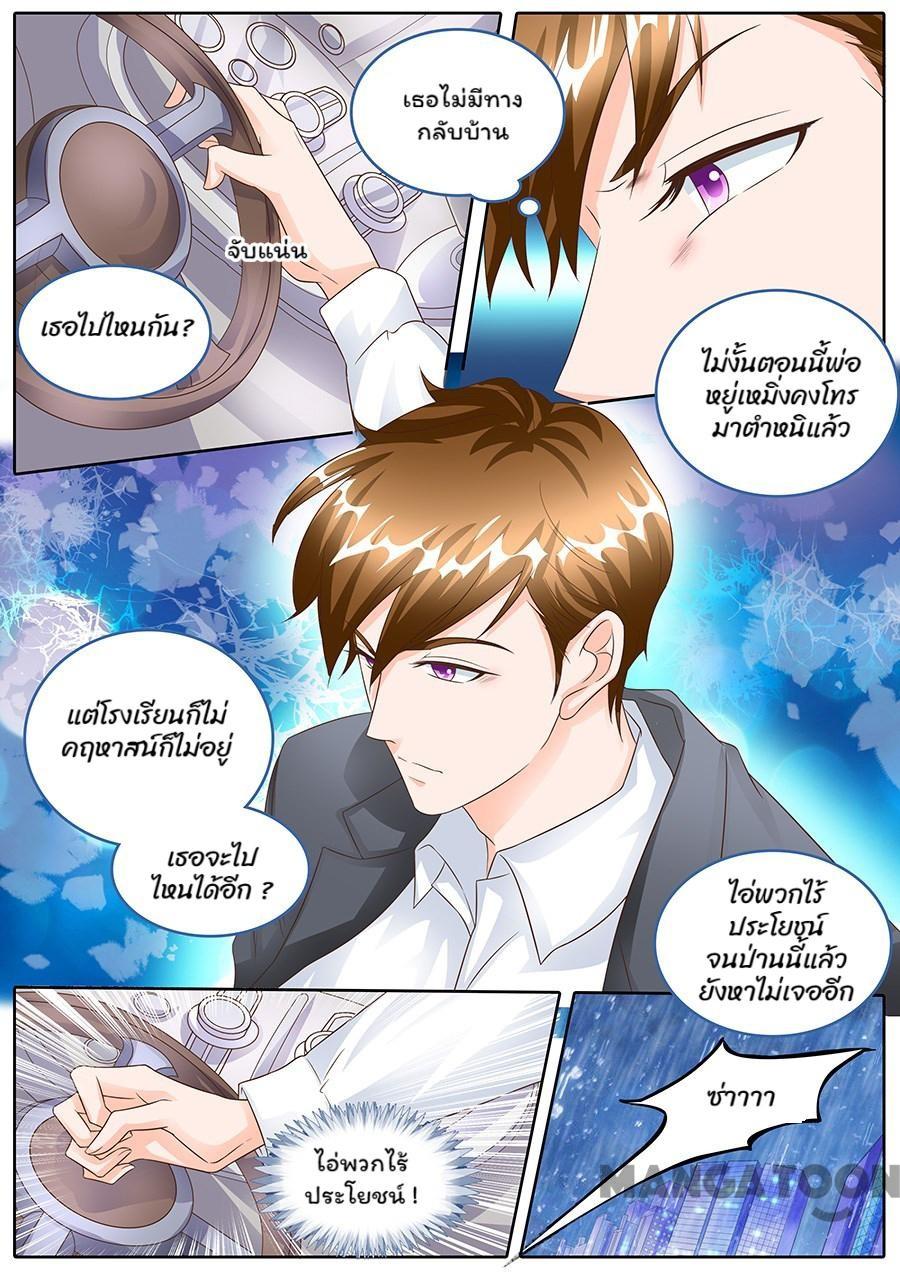 เธอไม่มีทาง
กลับบ้าน
จับแน่น
เธอไปไหนกัน?
ไม่งั้นตอนนี้พ่อ
หยู่เหมิ่งคงโทร
มาตำหนิแล้ว
แต่โรงเรียนก็ไม่
คฤหาสน์ก็ไม่อยู่
เธอจะไป
ไหนได้อีก ?
ไอ่พวกไร้
ประโยชน์
จนป่านนี้แล้ว
ยังหาไม่เจออีก
ไอ่พวกไร้
ประโยชน์ !
ซ่าาาา
MANGATOON